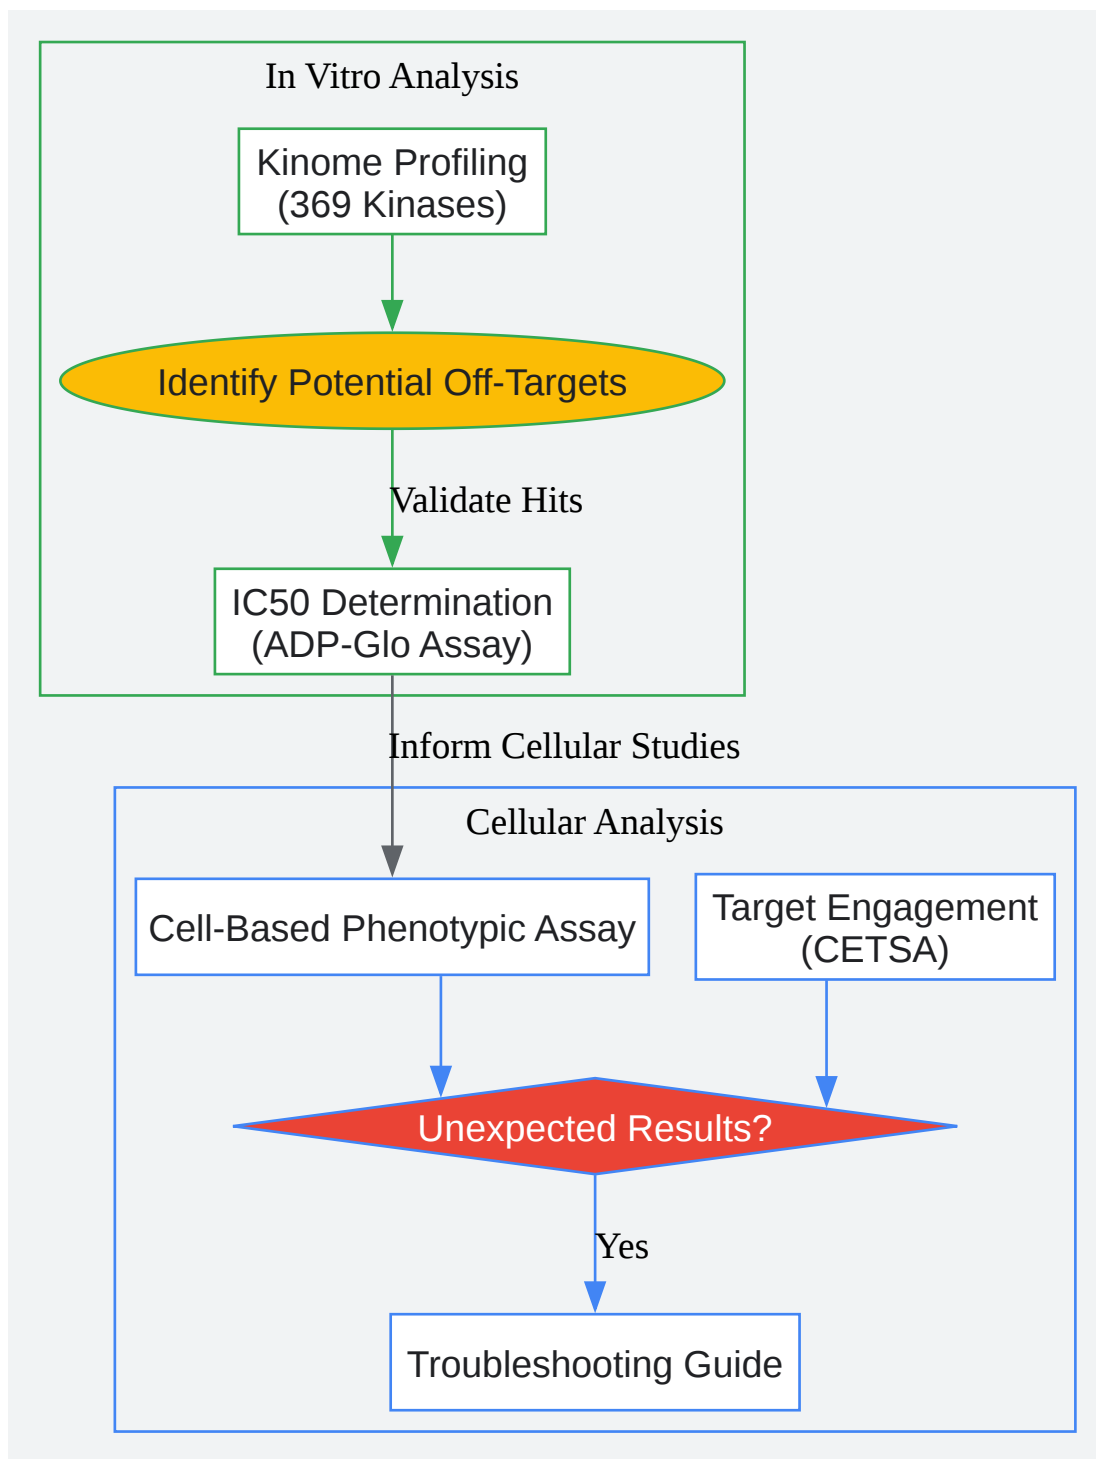 In Vitro Analysis
Kinome Profiling
(369 Kinases)
Identify Potential Off-Targets
Validate Hits
IC50 Determination
(ADP-Glo Assay)
Inform Cellular Studies
Cellular Analysis
Cell-Based Phenotypic Assay
Target Engagement
(CETSA)
Unexpected Results?
Yes
Troubleshooting Guide